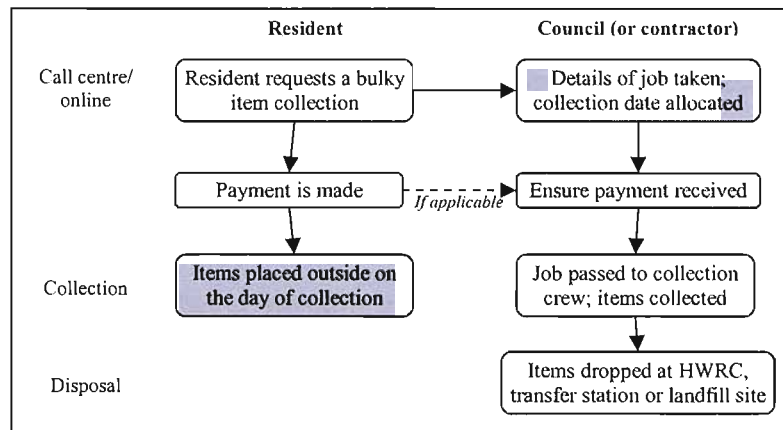 Resident
Council (or contractor)
Call centre/
online
Resident requests a bulky
item collection
Details of job taken;
collection date allocated
Payment is made
If applicable
Ensure payment received
Collection
Items placed outside on
the day of collection
Job passed to collection
crew; items collected
Disposal
Items dropped at HWRC,
transfer station or landfill site